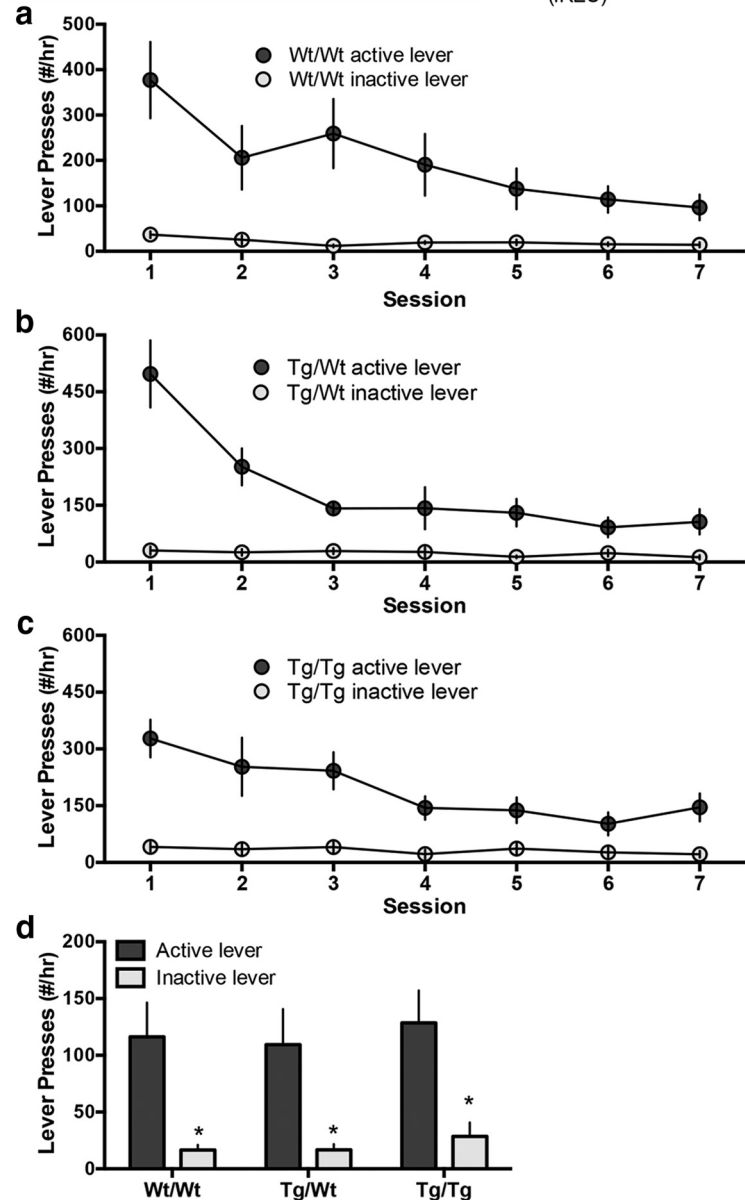 a
500
400
300
200
100
0
Lever Presses (#/hr)
Wt/Wt active lever
Wt/Wt inactive lever
1 2 3 4 5 6 7
Session
b
600
450
300
150
0
Lever Presses (#/hr)
Tg/Wt active lever
Tg/Wt inactive lever
1 2 3 4 5 6 7
Session
c
600
450
300
150
0
Lever Presses (#/hr)
Tg/Tg active lever
Tg/Tg inactive lever
1 2 3 4 5 6 7
Session
d
200
150
100
50
0
Lever Presses (#/hr)
Active lever
Inactive lever
* * *
Wt/Wt Tg/Wt Tg/Tg